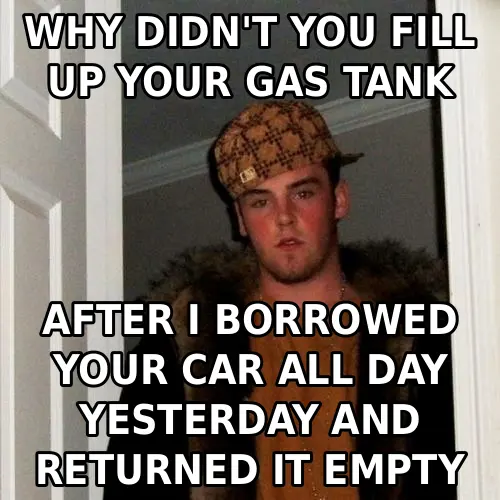 WHY DIDN'T YOU FILL
UP YOUR GAS TANK
AFTER I BORROWED
YOUR CAR ALL DAY
YESTERDAY AND
RETURNED IT EMPTY